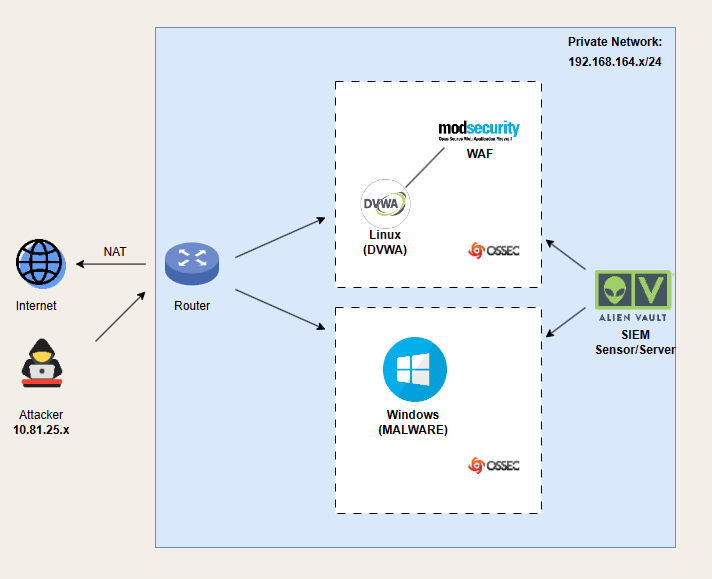 Private Network:
192.168.164.x/24
modsecurity
Open Source Web Application Firewall
WAF
DVWA
Linux
(DVWA)
OSSEC
NAT
Internet
Router
ALIEN VAULT
SIEM
Sensor/Server
Attacker
10.81.25.x
Windows
(MALWARE)
OSSEC